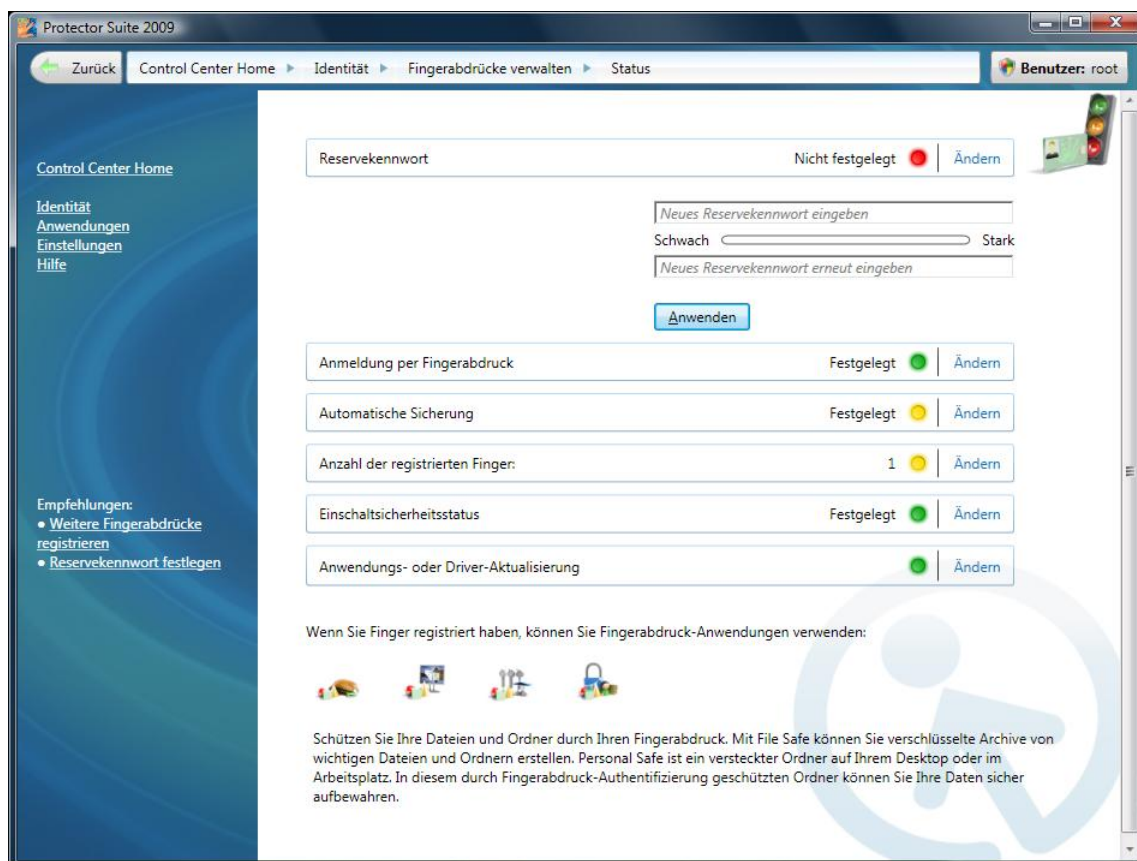 Protector Suite 2009
Zurück
Control Center Home
Identität
Fingerabdrücke verwalten
Status
Benutzer: root
Control Center Home
Identität
Anwendungen
Einstellungen
Hilfe
Empfehlungen:
● Weitere Fingerabdrücke
registrieren
● Reservekennwort festlegen
Reservekennwort Nicht festgelegt Ändern
Neues Reservekennwort eingeben
Schwach Stark
Neues Reservekennwort erneut eingeben
Anwenden
Anmeldung per Fingerabdruck Festgelegt Ändern
Automatische Sicherung Festgelegt Ändern
Anzahl der registrierten Finger: 1 Ändern
Einschaltsicherheitsstatus Festgelegt Ändern
Anwendungs- oder Driver-Aktualisierung Ändern
Wenn Sie Finger registriert haben, können Sie Fingerabdruck-Anwendungen verwenden:
Schützen Sie Ihre Dateien und Ordner durch Ihren Fingerabdruck. Mit File Safe können Sie verschlüsselte Archive von
wichtigen Dateien und Ordnern erstellen. Personal Safe ist ein versteckter Ordner auf Ihrem Desktop oder im
Arbeitsplatz. In diesem durch Fingerabdruck-Authentifizierung geschützten Ordner können Sie Ihre Daten sicher
aufbewahren.